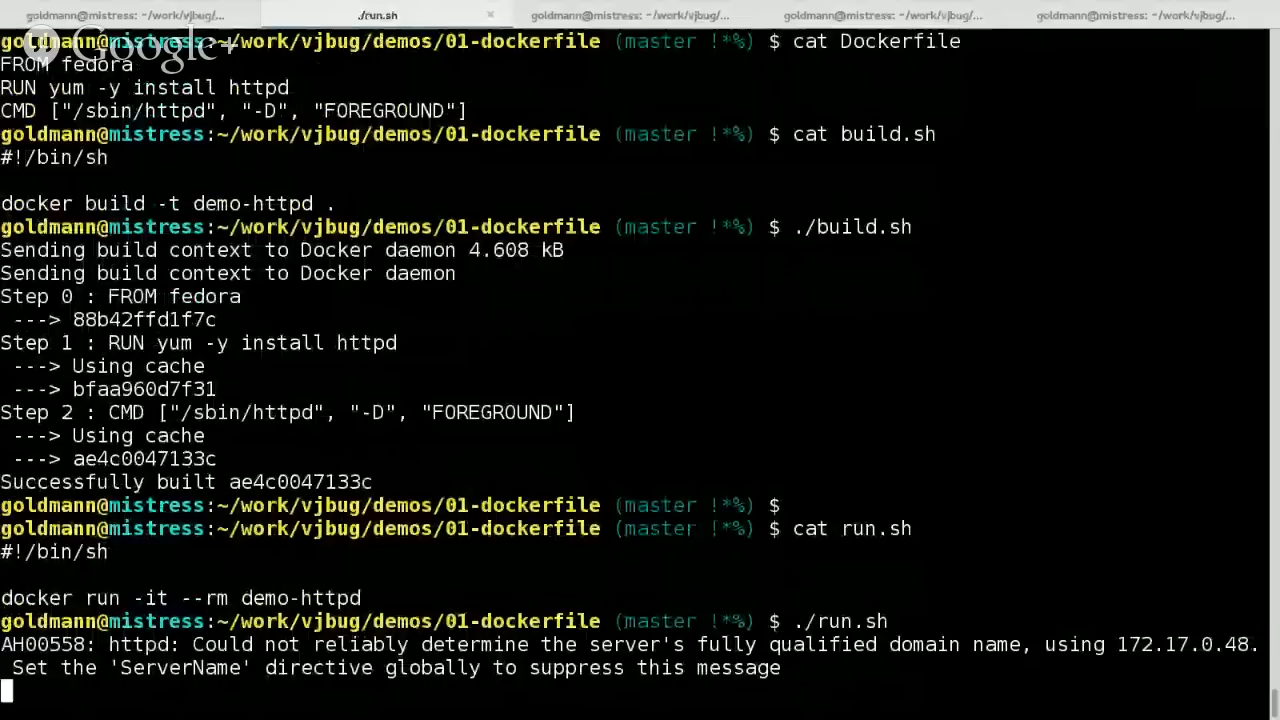 goldmann@mistress: ~/work/vjbug/... ./run.sh goldmann@mistress: ~/work/vjbug/... goldmann@mistress: ~/work/vjbug/... goldmann@mistress: ~/work/vjbug/...
goldmann@mistress:~/work/vjbug/demos/01-dockerfile (master !*%) $ cat Dockerfile
Google+
FROM fedora
RUN yum -y install httpd
CMD ["/sbin/httpd", "-D", "FOREGROUND"]
goldmann@mistress:~/work/vjbug/demos/01-dockerfile (master !*%) $ cat build.sh
#!/bin/sh

docker build -t demo-httpd .
goldmann@mistress:~/work/vjbug/demos/01-dockerfile (master !*%) $ ./build.sh
Sending build context to Docker daemon 4.608 kB
Sending build context to Docker daemon
Step 0 : FROM fedora
 ---> 88b42ffd1f7c
Step 1 : RUN yum -y install httpd
 ---> Using cache
 ---> bfaa960d7f31
Step 2 : CMD ["/sbin/httpd", "-D", "FOREGROUND"]
 ---> Using cache
 ---> ae4c0047133c
Successfully built ae4c0047133c
goldmann@mistress:~/work/vjbug/demos/01-dockerfile (master !*%) $
goldmann@mistress:~/work/vjbug/demos/01-dockerfile (master !*%) $ cat run.sh
#!/bin/sh

docker run -it --rm demo-httpd
goldmann@mistress:~/work/vjbug/demos/01-dockerfile (master !*%) $ ./run.sh
AH00558: httpd: Could not reliably determine the server's fully qualified domain name, using 172.17.0.48.
 Set the 'ServerName' directive globally to suppress this message